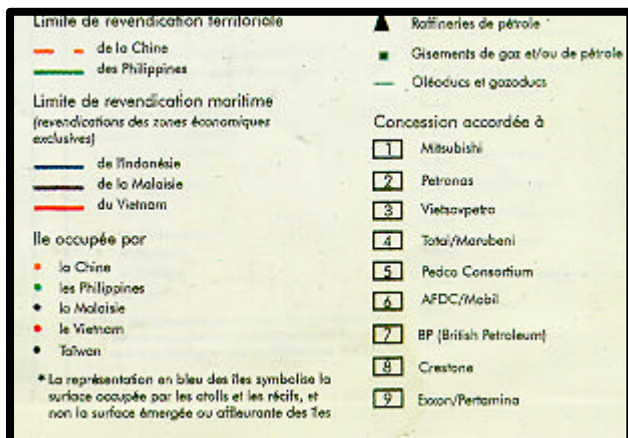 Limite de revendication territoriale
de la Chine
des Philippines
Limite de revendication maritime
(revendications des zones économiques
exclusives)
de l'Indonésie
de la Malaisie
du Vietnam
Ile occupée par
la Chine
les Philippines
la Malaisie
le Vietnam
Taïwan
* La représentation en bleu des îles symbolise la
surface occupée par les atolls et les récifs, et
non la surface émergée ou affleurante des îles
Raffineries de pétrole
Gisements de gaz et/ou de pétrole
Oléoducs et gazoducs
Concession accordée à
1 Mitsubishi
2 Petronas
3 Vietsovpetro
4 Total/Marubeni
5 Pedco Consortium
6 AFDC/Mobil
7 BP (British Petroleum)
8 Crestone
9 Exxon/Pertamina